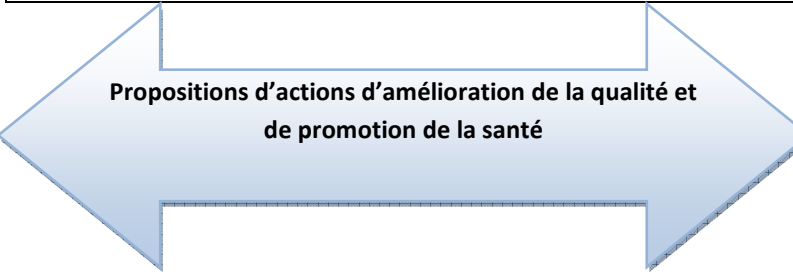 Propositions d’actions d’amélioration de la qualité et
de promotion de la santé